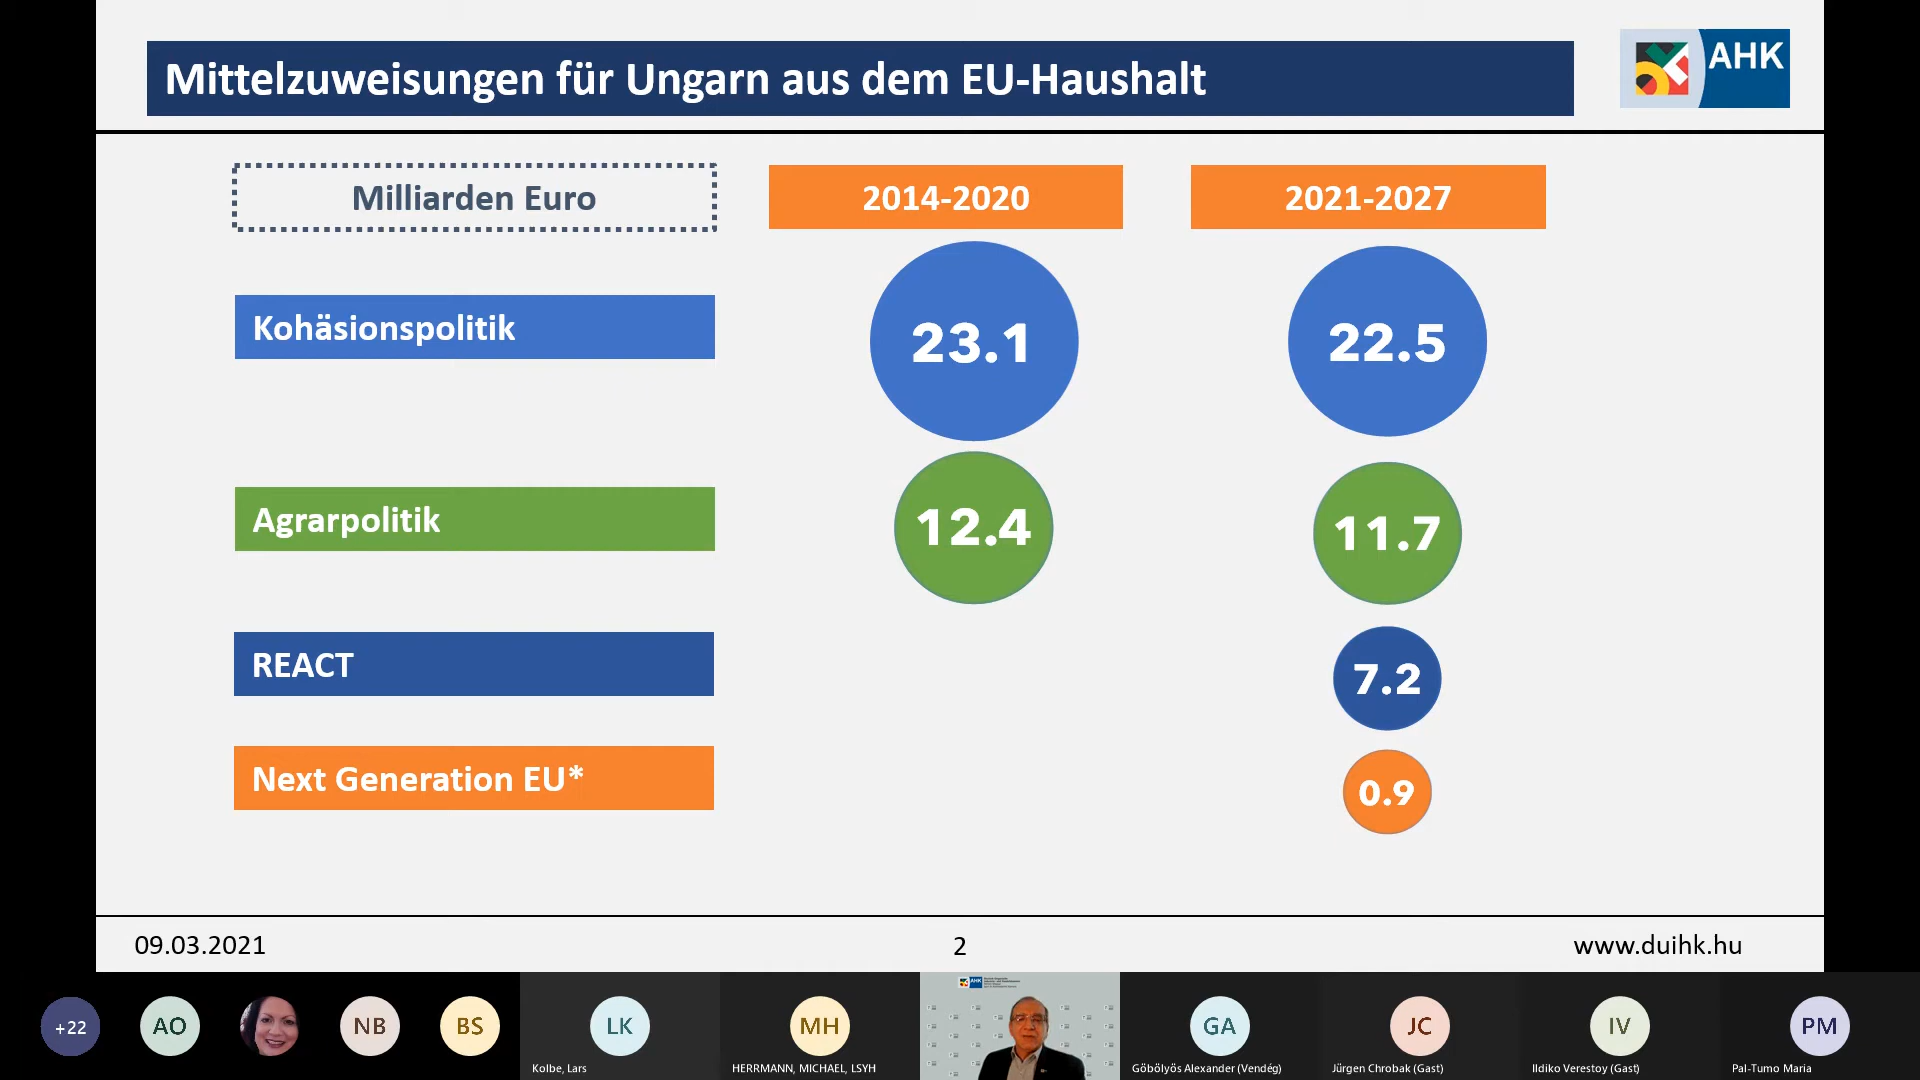 Mittelzuweisungen für Ungarn aus dem EU-Haushalt
AHK
Milliarden Euro
2014-2020
2021-2027
Kohäsionspolitik
23.1
22.5
Agrarpolitik
12.4
11.7
REACT
7.2
Next Generation EU*
0.9
09.03.2021
2
www.duihk.hu
+22
AO
NB
BS
LK
MH
GA
JC
IV
PM
Kolbe, Lars
HERRMANN, MICHAEL, LSYH
Göbölyös Alexander (Vendég)
Jürgen Chrobak (Gast)
Ildiko Verestoy (Gast)
Pal-Tumo Maria